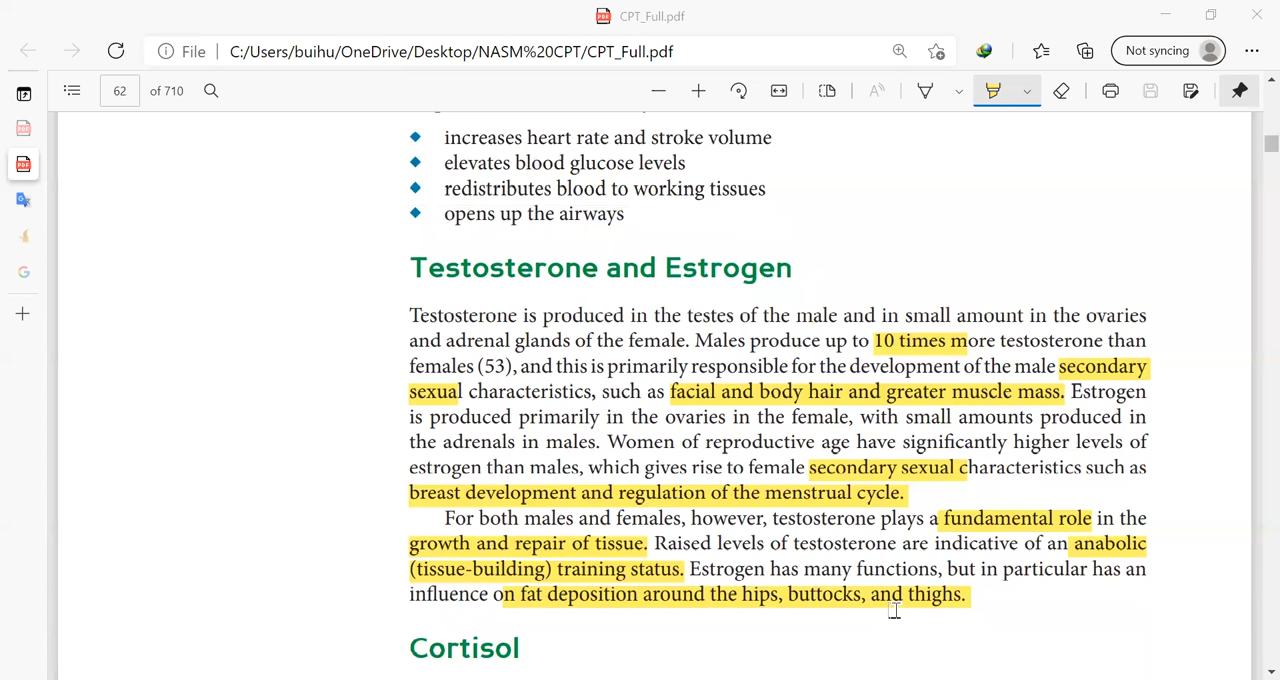 CPT_Full.pdf
File
C:/Users/buihu/OneDrive/Desktop/NASM%20CPT/CPT_Full.pdf
Not syncing
62 of 710
increases heart rate and stroke volume
elevates blood glucose levels
redistributes blood to working tissues
opens up the airways
Testosterone and Estrogen
Testosterone is produced in the testes of the male and in small amount in the ovaries
and adrenal glands of the female. Males produce up to 10 times more testosterone than
females (53), and this is primarily responsible for the development of the male secondary
sexual characteristics, such as facial and body hair and greater muscle mass. Estrogen
is produced primarily in the ovaries in the female, with small amounts produced in
the adrenals in males. Women of reproductive age have significantly higher levels of
estrogen than males, which gives rise to female secondary sexual characteristics such as
breast development and regulation of the menstrual cycle.
For both males and females, however, testosterone plays a fundamental role in the
growth and repair of tissue. Raised levels of testosterone are indicative of an anabolic
(tissue-building) training status. Estrogen has many functions, but in particular has an
influence on fat deposition around the hips, buttocks, and thighs.
Cortisol